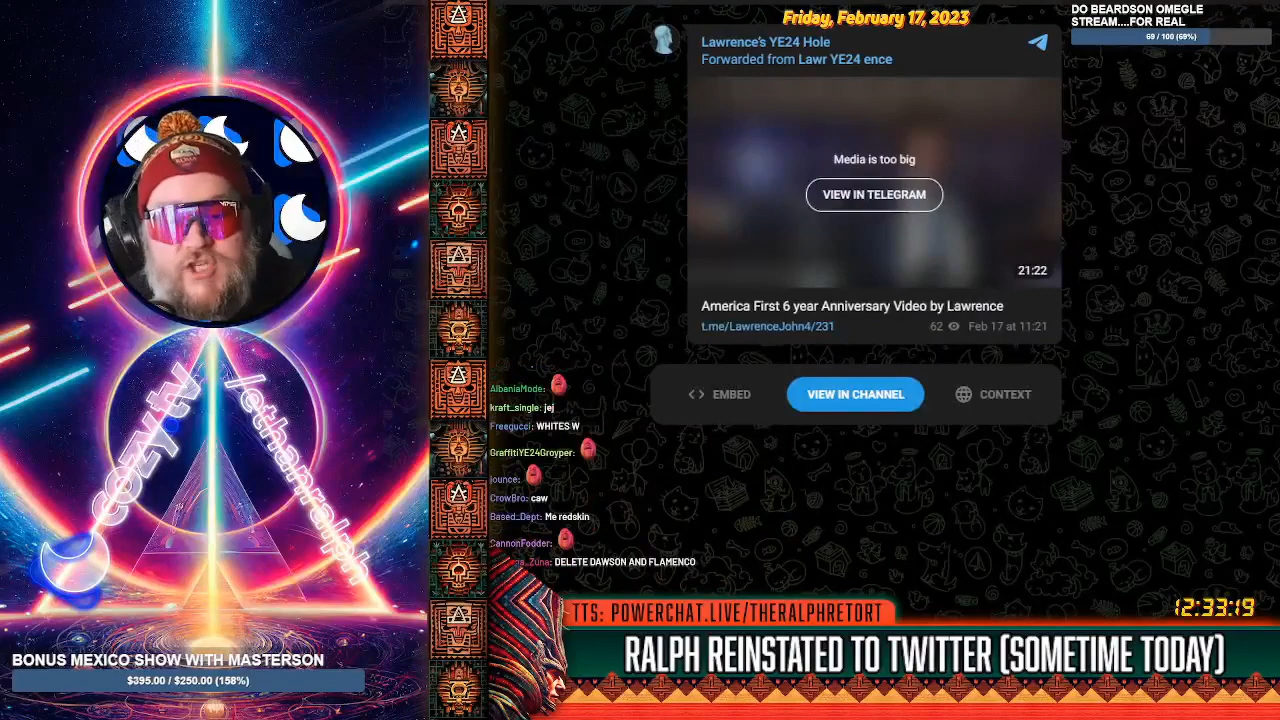 Friday, February 17, 2023
DO BEARDSON OMEGLE
STREAM....FOR REAL
69 / 100 (69%)
Lawrence's YE24 Hole
Forwarded from Lawr YE24 ence
Media is too big
VIEW IN TELEGRAM
21:22
America First 6 year Anniversary Video by Lawrence
t.me/LawrenceJohn4/231
62
Feb 17 at 11:21
EMBED
VIEW IN CHANNEL
CONTEXT
AlbaniaMode:
kraft_single: jej
Freegucci: WHITES W
GraffitiYE24Groyper:
jounce:
CrowBro: caw
Based_Dept: Me redskin
CannonFodder:
DELETE DAWSON AND FLAMENCO
cozy.tv
/ethanralph
TTS: POWERCHAT.LIVE/THERALPHRETORT
12:33:19
RALPH REINSTATED TO TWITTER (SOMETIME TODAY)
BONUS MEXICO SHOW WITH MASTERSON
$395.00 / $250.00 (158%)